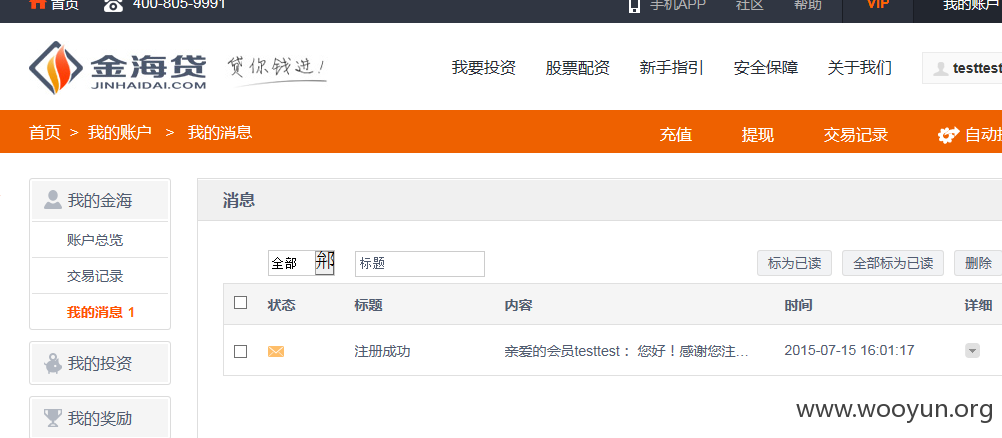 首页 400-805-9991 手机APP 社区 帮助 VIP 我的账户
金海贷 JINHAIDAI.COM 贷你钱进! 我要投资 股票配资 新手指引 安全保障 关于我们 testtest
首页 > 我的账户 > 我的消息 充值 提现 交易记录 自动
我的金海
账户总览
交易记录
我的消息 1
我的投资
我的奖励
消息
全部 标题 标为已读 全部标为已读 删除
状态 标题 内容 时间 详细
注册成功 亲爱的会员testtest： 您好！感谢您注… 2015-07-15 16:01:17
www.wooyun.org